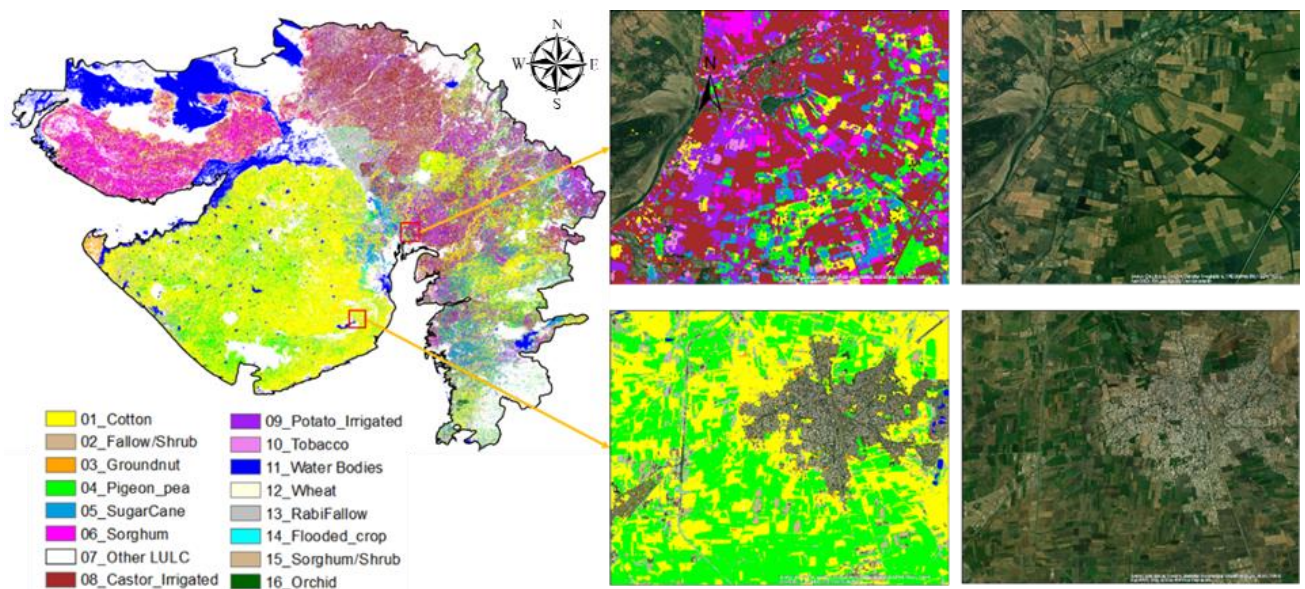 N
W
E
S
N
01_Cotton
02_Fallow/Shrub
03_Groundnut
04_Pigeon_pea
05_SugarCane
06_Sorghum
07_Other LULC
08_Castor_Irrigated
09_Potato_Irrigated
10_Tobacco
11_Water Bodies
12_Wheat
13_RabiFallow
14_Flooded_crop
15_Sorghum/Shrub
16_Orchid